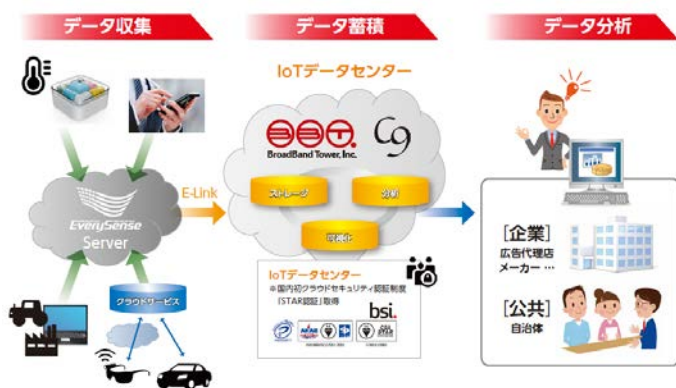 データ収集
データ蓄積
データ分析
IoTデータセンター
BBT.
BroadBand Tower, Inc.
C9
E-Link
ストレージ
分析
可視化
EverySense
Server
クラウドサービス
IoTデータセンター
※国内初クラウドセキュリティ認証制度
「STAR認証」取得
bsi.
[企業]
広告代理店
メーカー …
[公共]
自治体